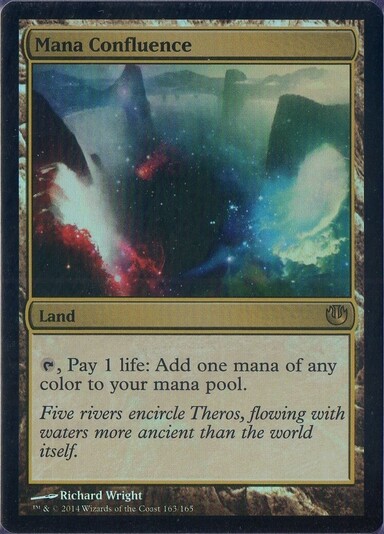 Mana Confluence
Land
, Pay 1 life: Add one mana of any
color to your mana pool.
Five rivers encircle Theros, flowing with
waters more ancient than the world
itself.
Richard Wright
™ & © 2014 Wizards of the Coast 163/165